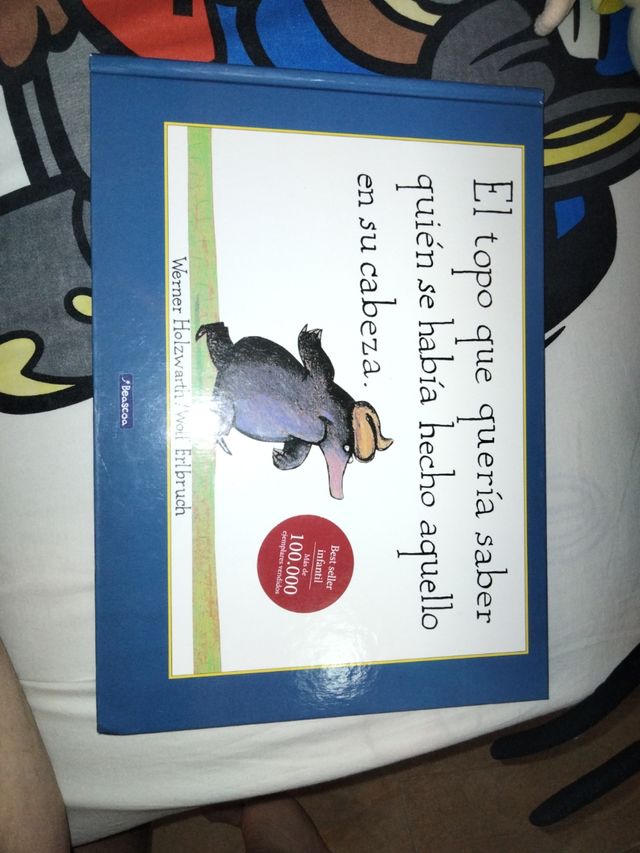 El topo que quería saber
quién se había hecho aquello
en su cabeza.
Best seller
infantil
Más de
100.000
ejemplares vendidos
Werner Holzwarth / Wolf Erlbruch
Beascoa